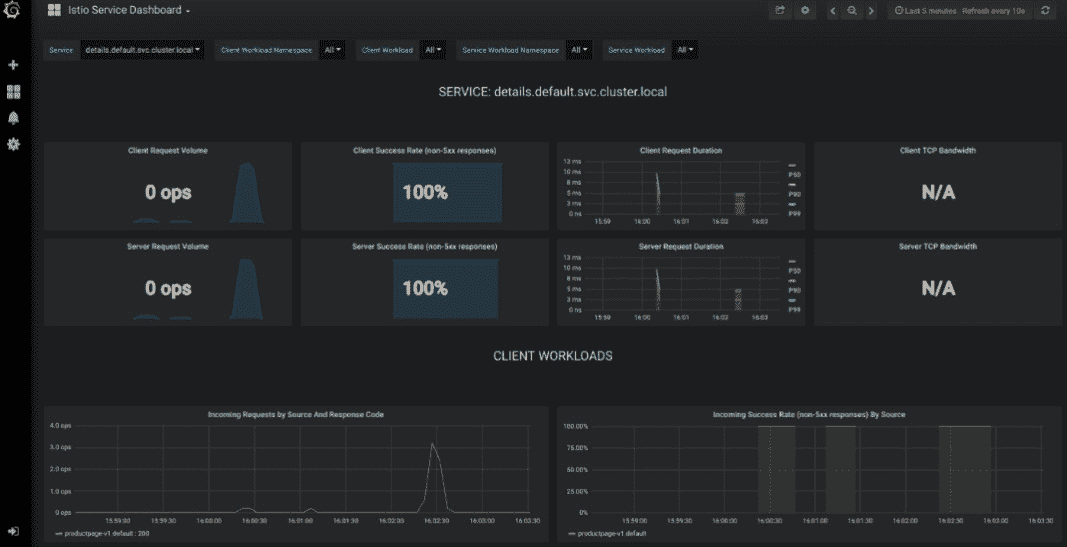 Istio Service Dashboard
Last 5 minutes Refresh every 10s
Service details.default.svc.cluster.local Client Workload Namespace All Client Workload All Service Workload Namespace All Service Workload All
SERVICE: details.default.svc.cluster.local
Client Request Volume
0 ops
Client Success Rate (non-5xx responses)
100%
Client Request Duration
13 ms
10 ms
8 ms
5 ms
3 ms
0 ns
15:59 16:00 16:01 16:02 16:03
P50
P90
P99
Client TCP Bandwidth
N/A
Server Request Volume
0 ops
Server Success Rate (non-5xx responses)
100%
Server Request Duration
13 ms
10 ms
8 ms
5 ms
3 ms
0 ns
15:59 16:00 16:01 16:02 16:03
P50
P90
P99
Server TCP Bandwidth
N/A
CLIENT WORKLOADS
Incoming Requests by Source And Response Code
4.0 ops
3.0 ops
2.0 ops
1.0 ops
0 ops
15:59:00 15:59:30 16:00:00 16:00:30 16:01:00 16:01:30 16:02:00 16:02:30 16:03:00 16:03:30
productpage-v1.default : 200
Incoming Success Rate (non-5xx responses) By Source
100.00%
75.00%
50.00%
25.00%
0%
15:59:00 15:59:30 16:00:00 16:00:30 16:01:00 16:01:30 16:02:00 16:02:30 16:03:00 16:03:30
productpage-v1.default